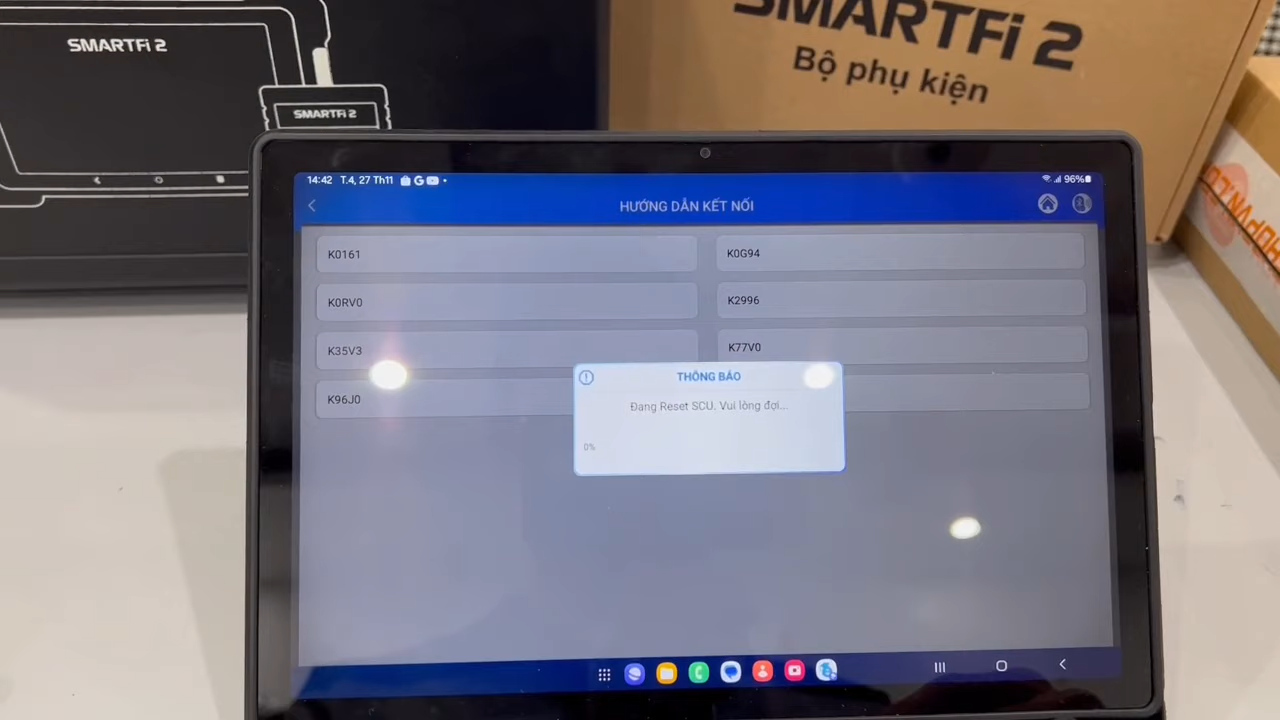 SMARTFi 2
SMARTFi 2
SMARTFi 2
Bộ phụ kiện
14:42 T.4, 27 Th11
96%
HƯỚNG DẪN KẾT NỐI
K0161
K0G94
K0RV0
K2996
K35V3
K77V0
K96J0
THÔNG BÁO
Đang Reset SCU. Vui lòng đợi...
0%